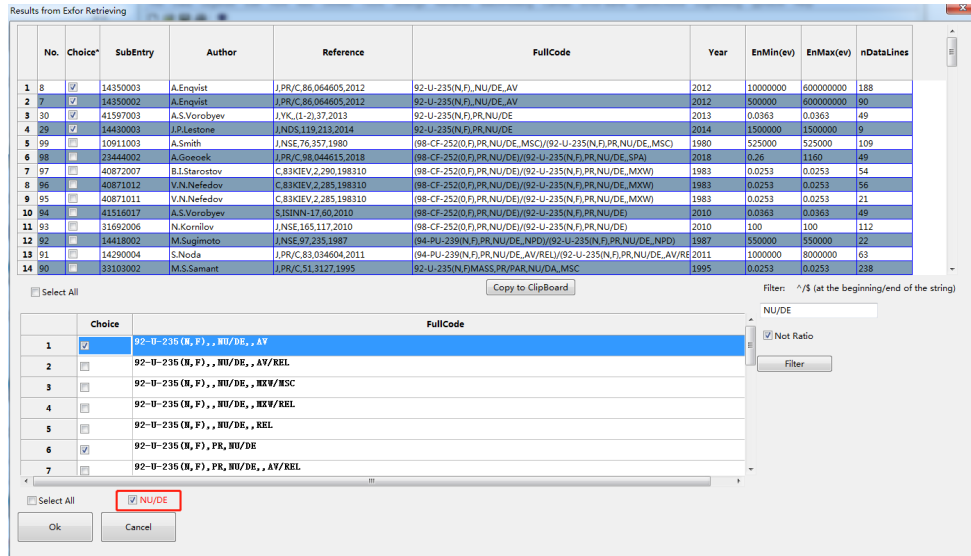 Results from Exfor Retrieving
No. Choice^ SubEntry Author Reference FullCode Year EnMin(ev) EnMax(ev) nDataLines
1 8 14350003 A.Enqvist J,PR/C,86,064605,2012 92-U-235(N,F),,NU/DE,,AV 2012 10000000 600000000 188
2 7 14350002 A.Enqvist J,PR/C,86,064605,2012 92-U-235(N,F),,NU/DE,,AV 2012 500000 600000000 90
3 30 41597003 A.S.Vorobyev J,YK,,(1-2),37,2013 92-U-235(N,F),PR,NU/DE 2013 0.0363 0.0363 49
4 29 14430003 J.P.Lestone J,NDS,119,213,2014 92-U-235(N,F),PR,NU/DE 2014 1500000 1500000 9
5 99 10911003 A.Smith J,NSE,76,357,1980 (98-CF-252(0,F),PR,NU/DE,,MSC)/(92-U-235(N,F),PR,NU/DE,,MSC) 1980 525000 525000 109
6 98 23444002 A.Goeoek J,PR/C,98,044615,2018 (98-CF-252(0,F),PR,NU/DE)/(92-U-235(N,F),PR,NU/DE,,SPA) 2018 0.26 1160 49
7 97 40872007 B.I.Starostov C,83KIEV,2,290,198310 (98-CF-252(0,F),PR,NU/DE)/(92-U-235(N,F),PR,NU/DE,,MXW) 1983 0.0253 0.0253 54
8 96 40871012 V.N.Nefedov C,83KIEV,2,285,198310 (98-CF-252(0,F),PR,NU/DE)/(92-U-235(N,F),PR,NU/DE,,MXW) 1983 0.0253 0.0253 56
9 95 40871011 V.N.Nefedov C,83KIEV,2,285,198310 (98-CF-252(0,F),PR,NU/DE)/(92-U-235(N,F),PR,NU/DE,,MXW) 1983 0.0253 0.0253 21
10 94 41516017 A.S.Vorobyev S,ISINN-17,60,2010 (98-CF-252(0,F),PR,NU/DE)/(92-U-235(N,F),PR,NU/DE) 2010 0.0363 0.0363 49
11 93 31692006 N.Kornilov J,NSE,165,117,2010 (98-CF-252(0,F),PR,NU/DE)/(92-U-235(N,F),PR,NU/DE) 2010 100 100 112
12 92 14418002 M.Sugimoto J,NSE,97,235,1987 (94-PU-239(N,F),PR,NU/DE,,NPD)/(92-U-235(N,F),PR,NU/DE,,NPD) 1987 550000 550000 22
13 91 14290004 S.Noda J,PR/C,83,034604,2011 (94-PU-239(N,F),PR,NU/DE,,AV/REL)/(92-U-235(N,F),PR,NU/DE,,AV/RE 2011 1000000 8000000 63
14 90 33103002 M.S.Samant J,PR/C,51,3127,1995 92-U-235(N,F)MASS,PR/PAR,NU/DA,,MSC 1995 0.0253 0.0253 238
Select All Copy to ClipBoard Filter: ^/$ (at the beginning/end of the string)
NU/DE
Not Ratio
Filter
Choice FullCode
1 92-U-235(N,F),,NU/DE,,AV
2 92-U-235(N,F),,NU/DE,,AV/REL
3 92-U-235(N,F),,NU/DE,,MXW/MSC
4 92-U-235(N,F),,NU/DE,,MXW/REL
5 92-U-235(N,F),,NU/DE,,REL
6 92-U-235(N,F),PR,NU/DE
7 92-U-235(N,F),PR,NU/DE,,AV/REL
Select All NU/DE
Ok Cancel